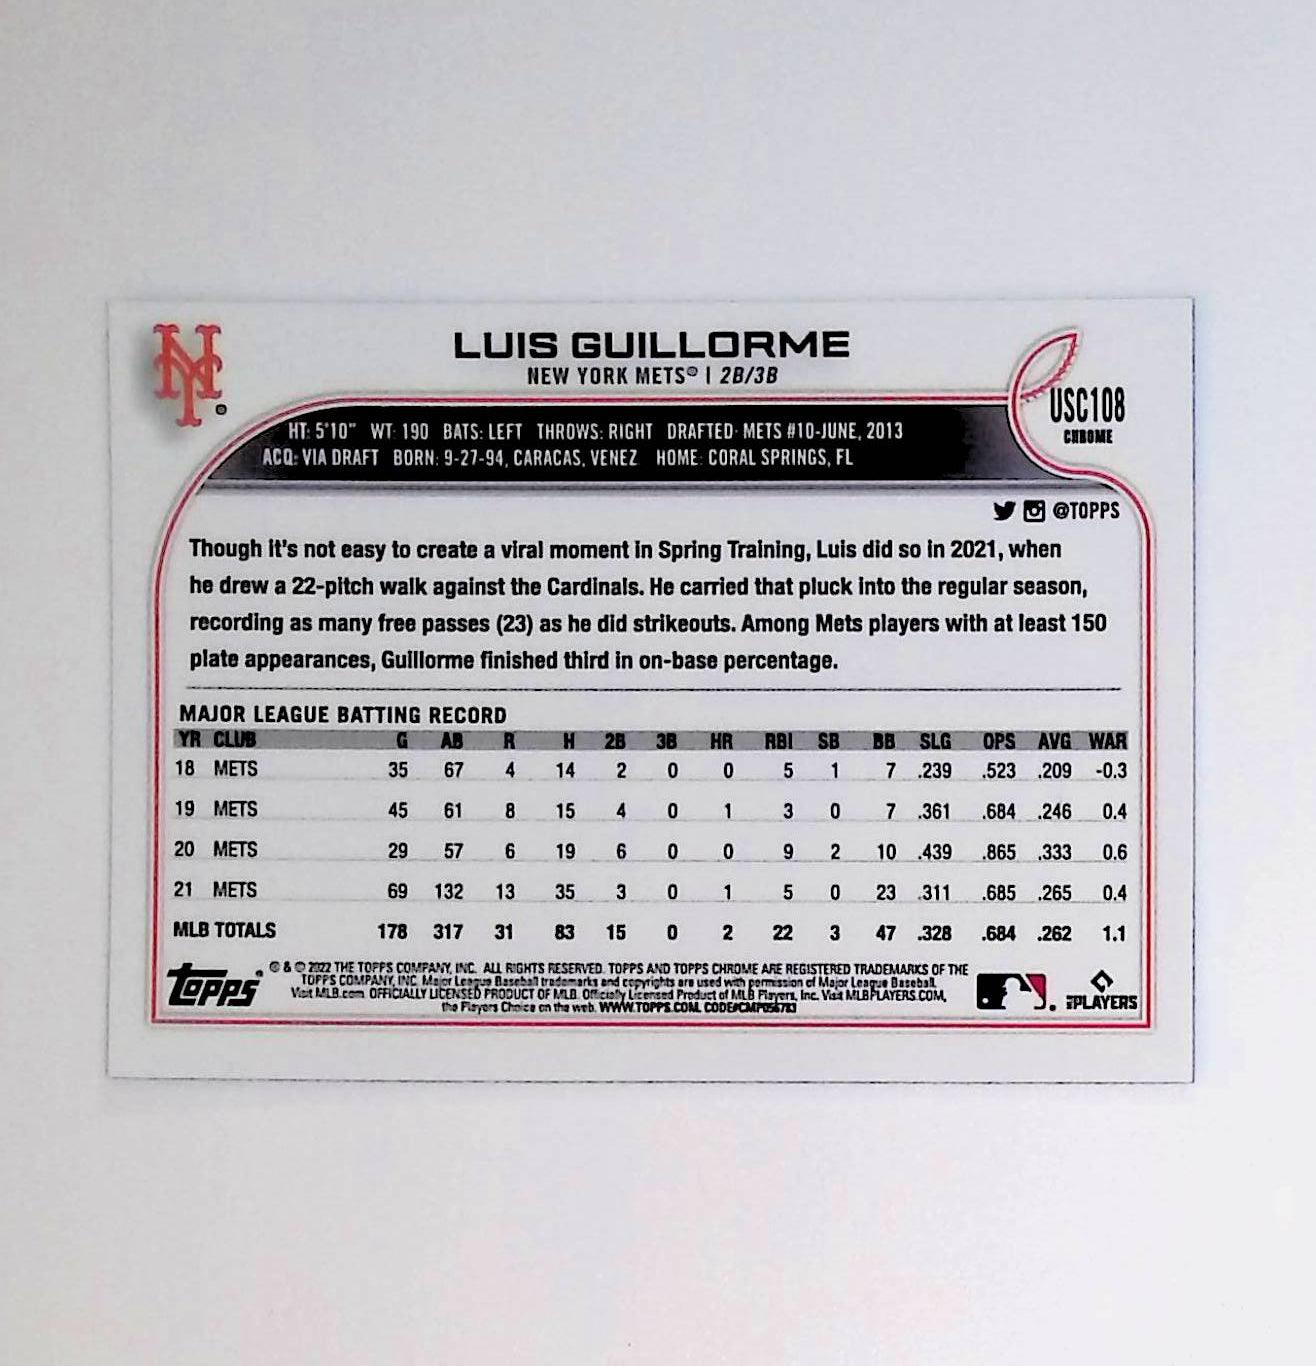 LUIS GUILLORME
NEW YORK METS® | 2B/3B
USC108
CHROME
HT: 5'10" WT: 190 BATS: LEFT THROWS: RIGHT DRAFTED: METS #10-JUNE, 2013
ACQ: VIA DRAFT BORN: 9-27-94, CARACAS, VENEZ HOME: CORAL SPRINGS, FL
@TOPPS
Though it's not easy to create a viral moment in Spring Training, Luis did so in 2021, when
he drew a 22-pitch walk against the Cardinals. He carried that pluck into the regular season,
recording as many free passes (23) as he did strikeouts. Among Mets players with at least 150
plate appearances, Guillorme finished third in on-base percentage.
MAJOR LEAGUE BATTING RECORD
YR CLUB G AB R H 2B 3B HR RBI SB BB SLG OPS AVG WAR
18 METS 35 67 4 14 2 0 0 5 1 7 .239 .523 .209 -0.3
19 METS 45 61 8 15 4 0 1 3 0 7 .361 .684 .246 0.4
20 METS 29 57 6 19 6 0 0 9 2 10 .439 .865 .333 0.6
21 METS 69 132 13 35 3 0 1 5 0 23 .311 .685 .265 0.4
MLB TOTALS 178 317 31 83 15 0 2 22 3 47 .328 .684 .262 1.1
Topps
® & © 2022 THE TOPPS COMPANY, INC. ALL RIGHTS RESERVED. TOPPS AND TOPPS CHROME ARE REGISTERED TRADEMARKS OF THE
TOPPS COMPANY, INC. Major League Baseball trademarks and copyrights are used with permission of Major League Baseball.
Visit MLB.com. OFFICIALLY LICENSED PRODUCT OF MLB Officially Licensed Product of MLB Players, Inc. Visit MLBPLAYERS.COM,
the Players Choice on the web. WWW.TOPPS.COM. CODE#CMP056783
PLAYERS